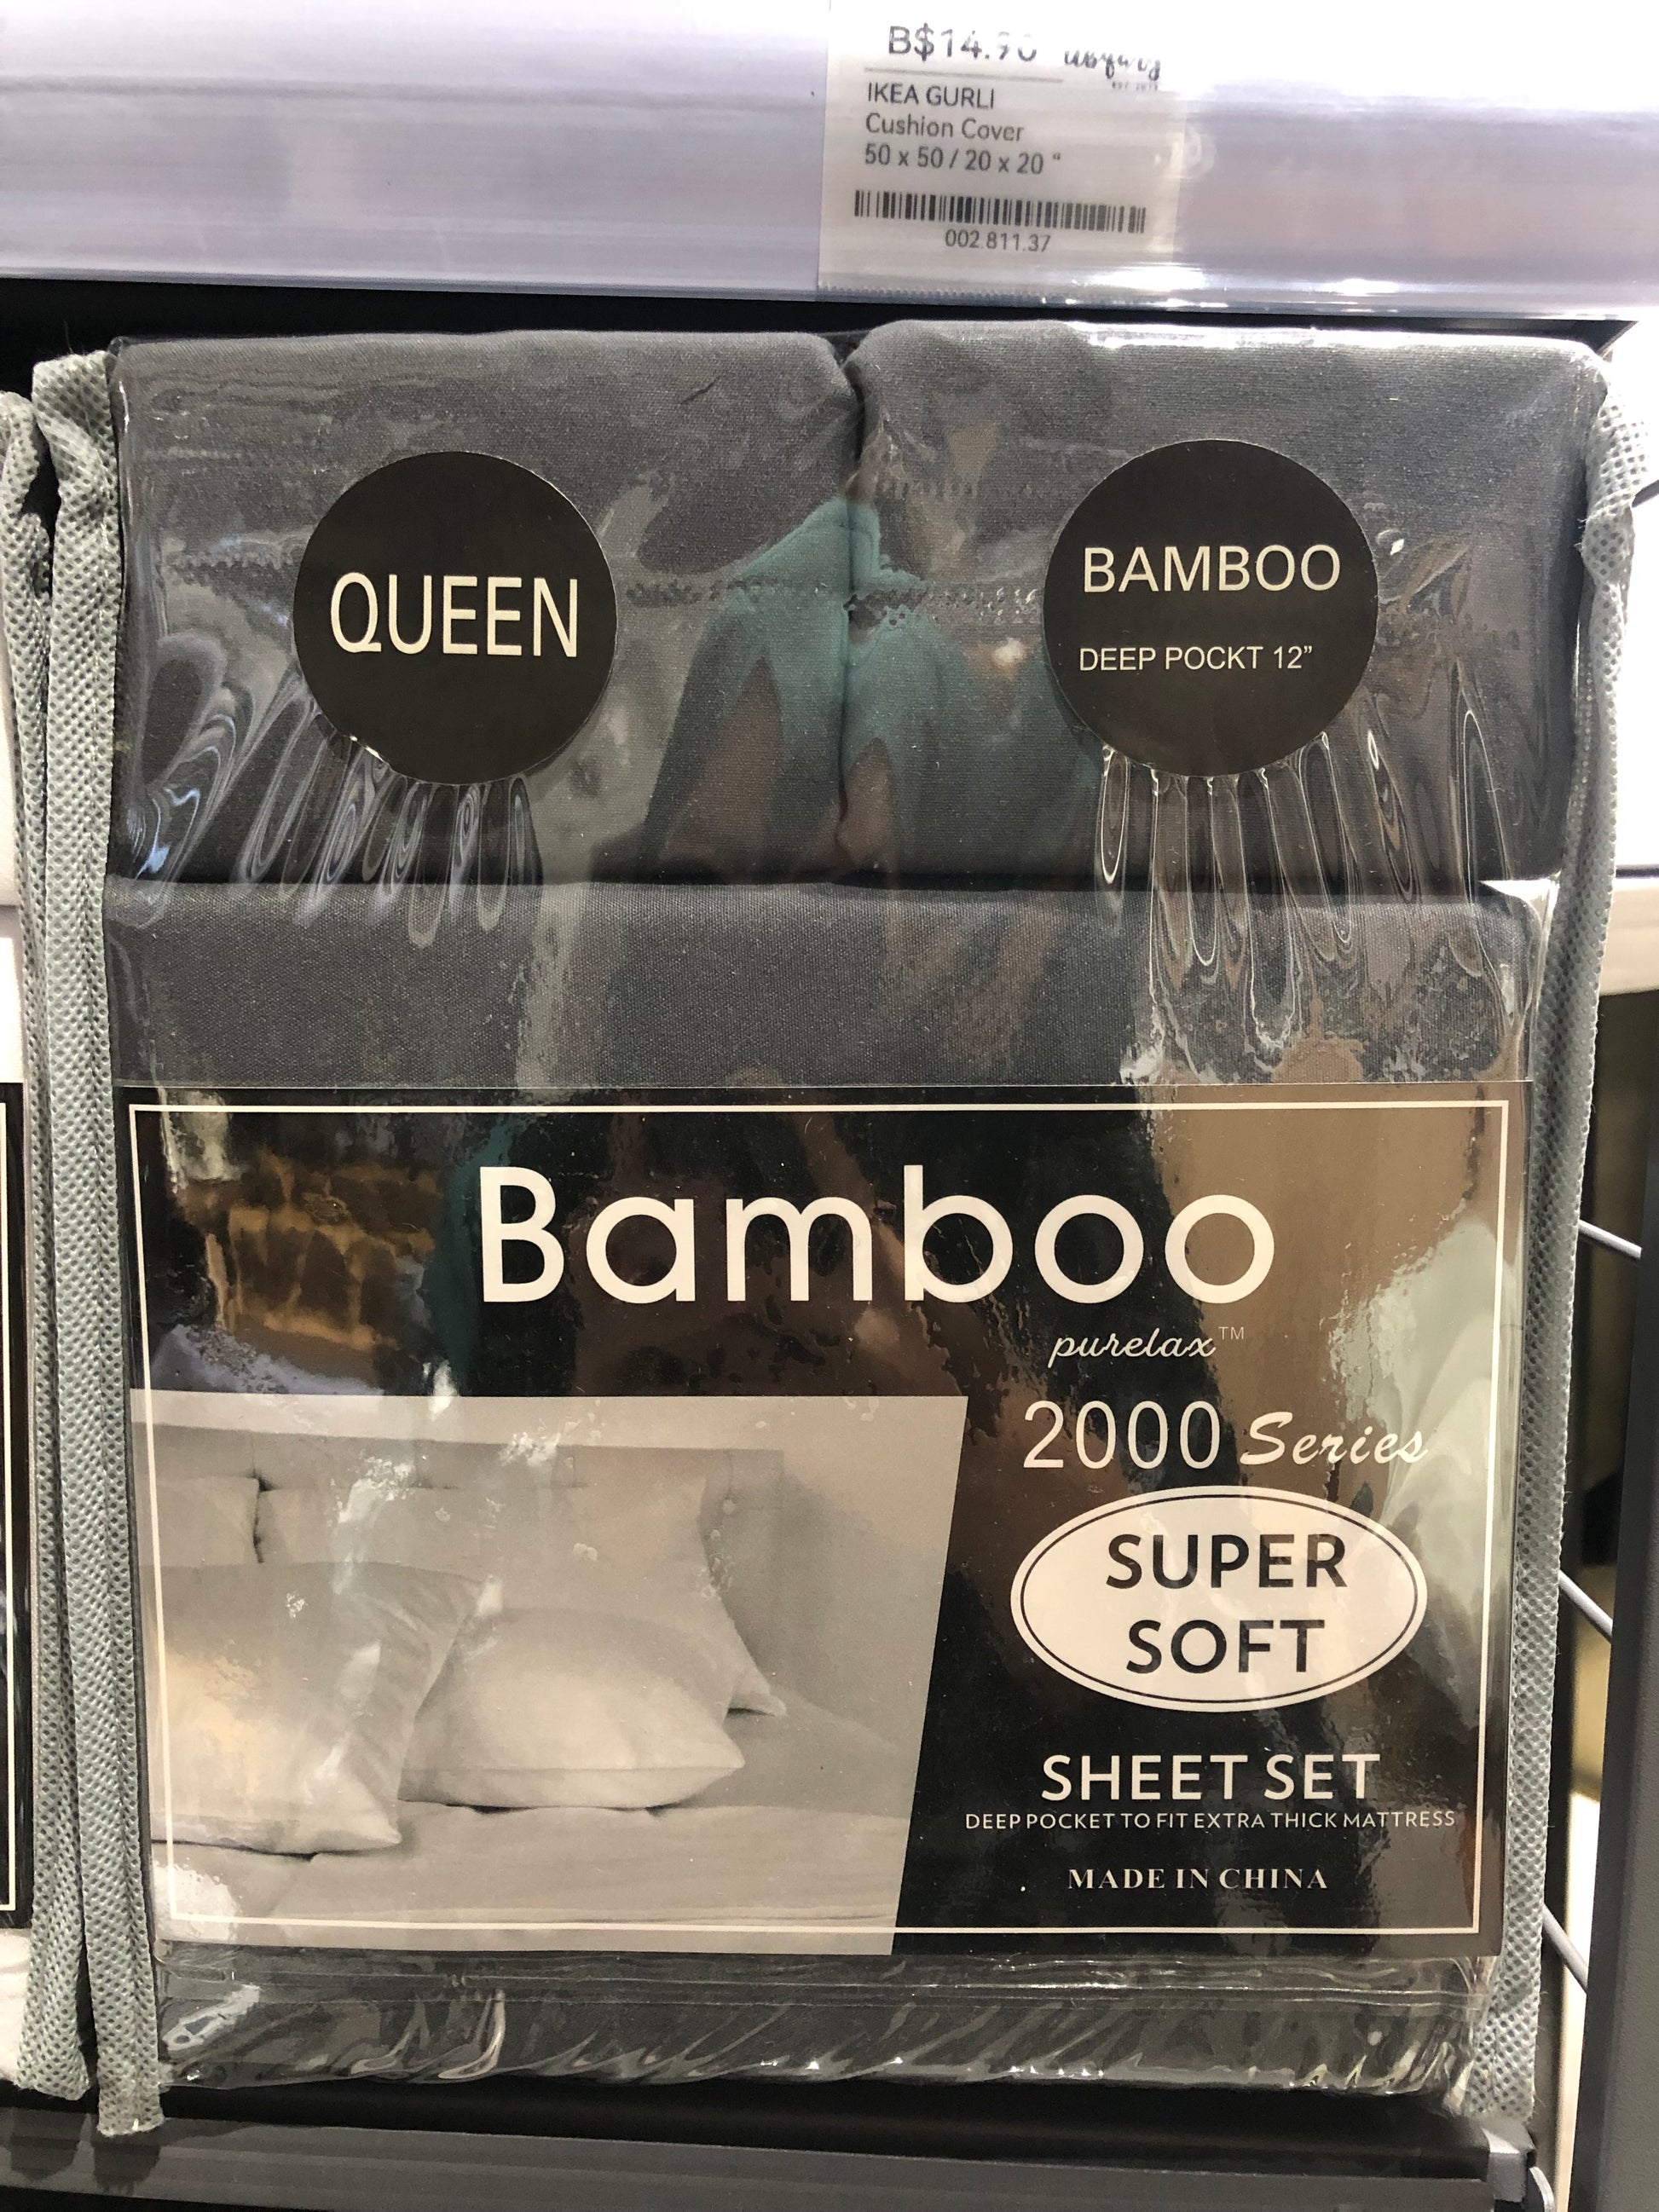 B$14.90
IKEA GURLI
Cushion Cover
50 x 50 / 20 x 20 "
002.811.37
QUEEN
BAMBOO
DEEP POCKT 12”
Bamboo
purelax™
2000 Series
SUPER
SOFT
SHEET SET
DEEP POCKET TO FIT EXTRA THICK MATTRESS
MADE IN CHINA